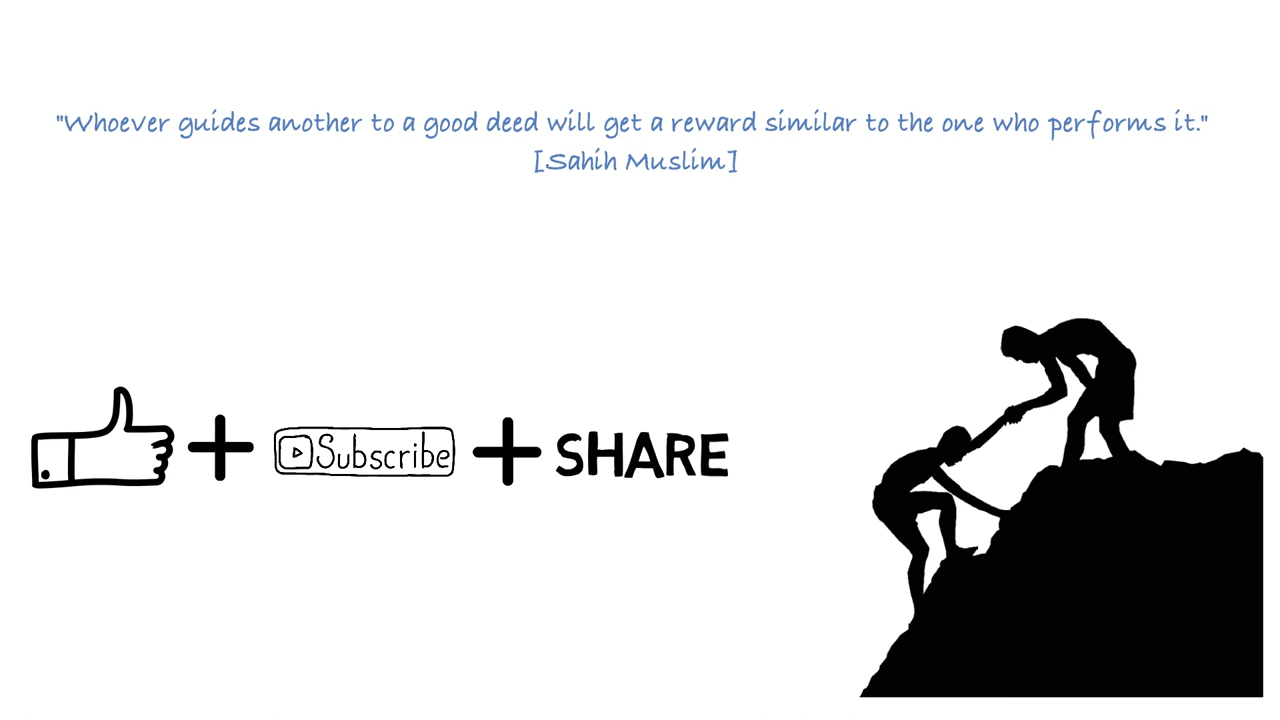 "Whoever guides another to a good deed will get a reward similar to the one who performs it."
[Sahih Muslim]
Subscribe
SHARE